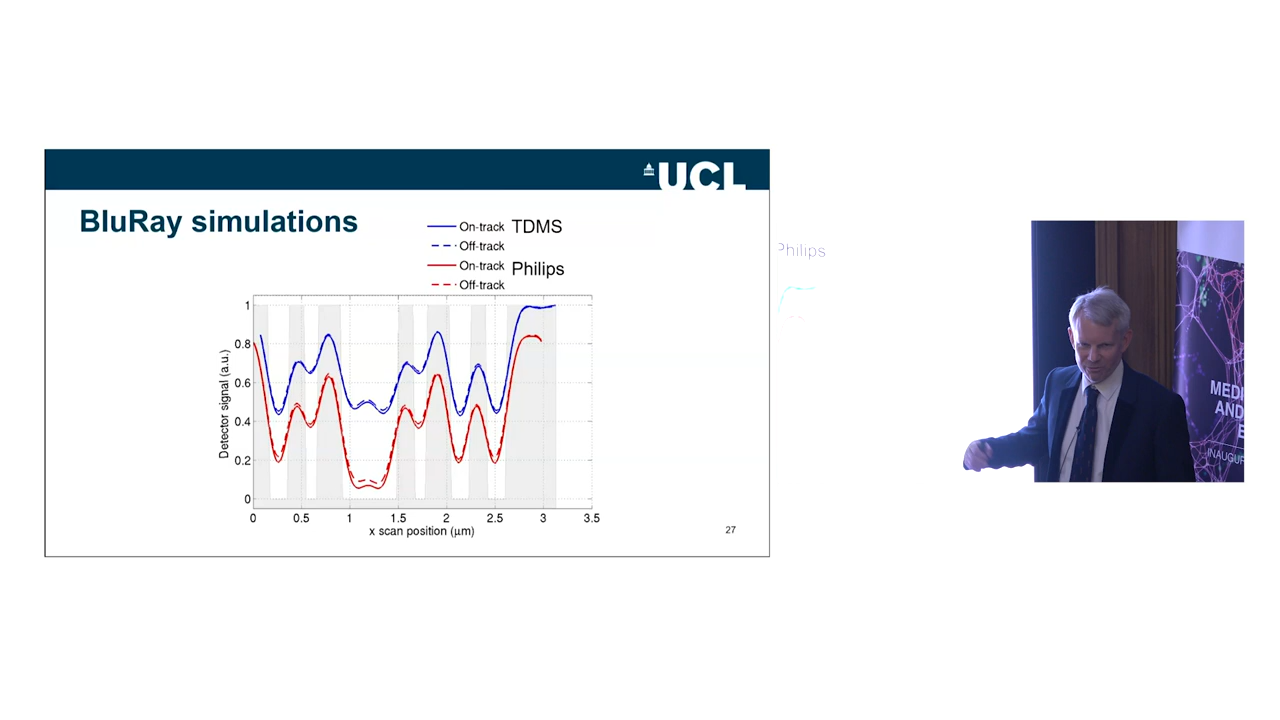 UCL
BluRay simulations
On-track TDMS
Off-track
On-track Philips
Off-track
Detector signal (a.u.)
1
0.8
0.6
0.4
0.2
0
0 0.5 1 1.5 2 2.5 3 3.5
x scan position (μm)
27
Philips
AND